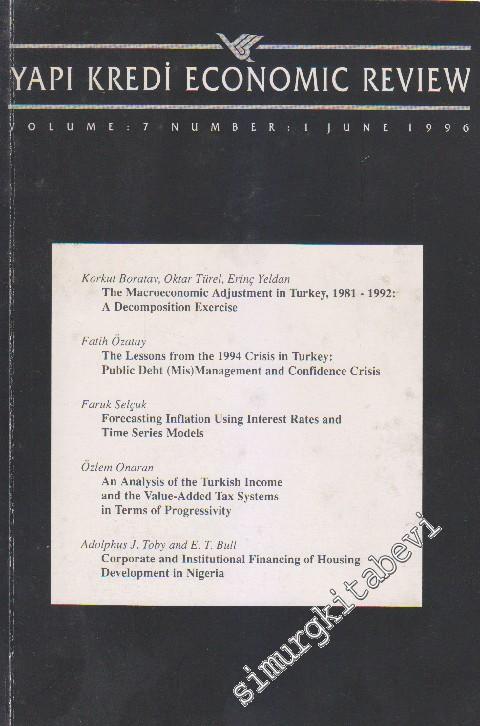 YAPI KREDİ ECONOMIC REVIEW
VOLUME: 7 NUMBER: 1 JUNE 1996
Korkut Boratav, Oktar Türel, Erinç Yeldan
The Macroeconomic Adjustment in Turkey, 1981 - 1992:
A Decomposition Exercise
Fatih Özatay
The Lessons from the 1994 Crisis in Turkey:
Public Debt (Mis)Management and Confidence Crisis
Faruk Selçuk
Forecasting Inflation Using Interest Rates and
Time Series Models
Özlem Onaran
An Analysis of the Turkish Income
and the Value-Added Tax Systems
in Terms of Progressivity
Adolphus J. Toby and E. T. Bull
Corporate and Institutional Financing of Housing
Development in Nigeria
simurgkitabevi